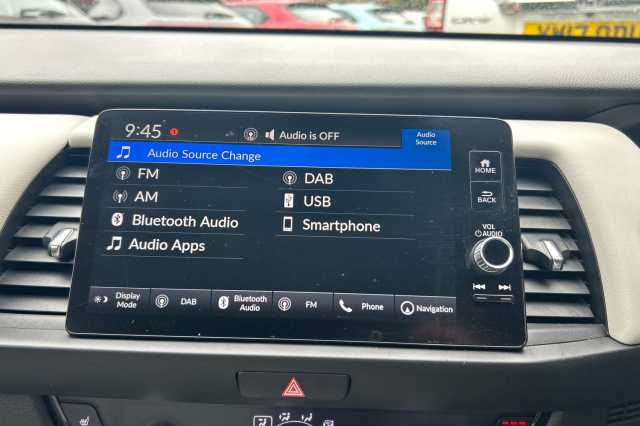 9:45
Audio is OFF
Audio Source
Audio Source Change
HOME
FM
DAB
AM
USB
BACK
Bluetooth Audio
Smartphone
Audio Apps
VOL
AUDIO
Display Mode
DAB
Bluetooth Audio
FM
Phone
Navigation